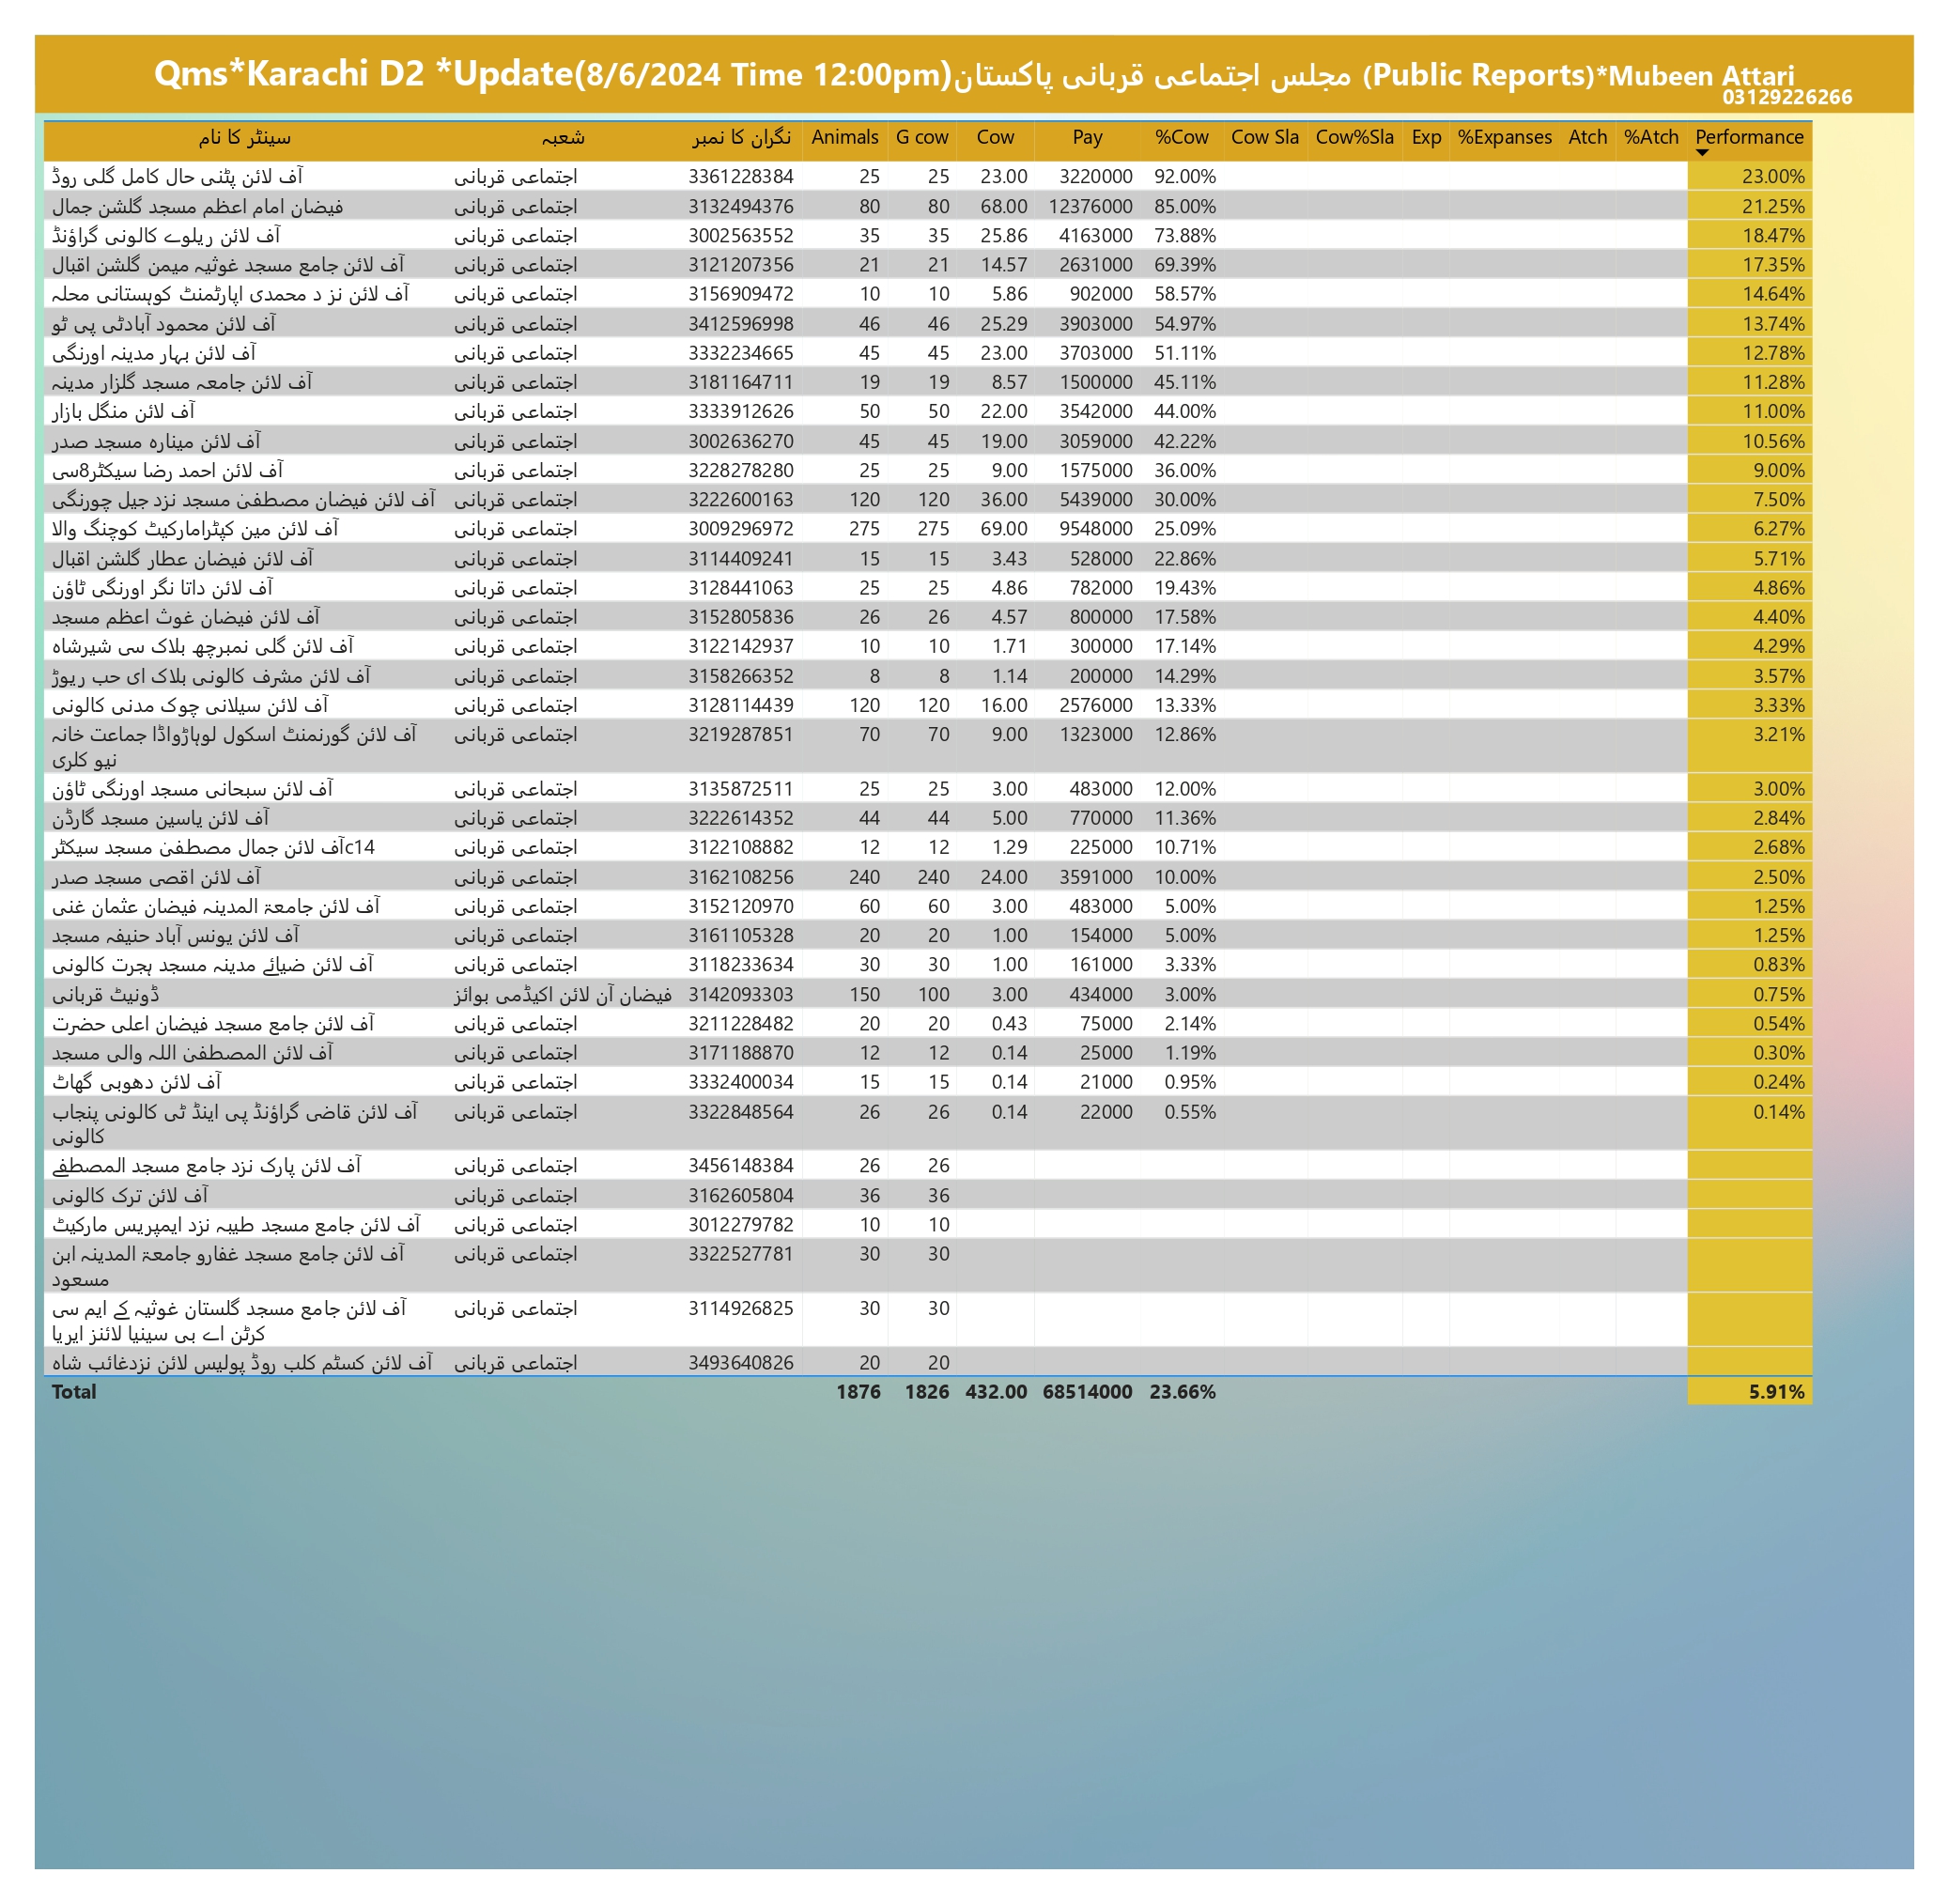 Qms*Karachi D2 *Update(8/6/2024 Time 12:00pm)مجلس اجتماعی قربانی پاکستان (Public Reports)*Mubeen Attari
03129226266
سینٹر کا نام شعبہ نگران کا نمبر Animals G cow Cow Pay %Cow Cow Sla Cow%Sla Exp %Expanses Atch %Atch Performance
آف لائن پٹنی حال کامل گلی روڈ اجتماعی قربانی 3361228384 25 25 23.00 3220000 92.00% 23.00%
فیضان امام اعظم مسجد گلشن جمال اجتماعی قربانی 3132494376 80 80 68.00 12376000 85.00% 21.25%
آف لائن ریلوے کالونی گراؤنڈ اجتماعی قربانی 3002563552 35 35 25.86 4163000 73.88% 18.47%
آف لائن جامع مسجد غوثیہ میمن گلشن اقبال اجتماعی قربانی 3121207356 21 21 14.57 2631000 69.39% 17.35%
آف لائن نز د محمدی اپارٹمنٹ کوہستانی محلہ اجتماعی قربانی 3156909472 10 10 5.86 902000 58.57% 14.64%
آف لائن محمود آبادٹی پی ٹو اجتماعی قربانی 3412596998 46 46 25.29 3903000 54.97% 13.74%
آف لائن بہار مدینہ اورنگی اجتماعی قربانی 3332234665 45 45 23.00 3703000 51.11% 12.78%
آف لائن جامعہ مسجد گلزار مدینہ اجتماعی قربانی 3181164711 19 19 8.57 1500000 45.11% 11.28%
آف لائن منگل بازار اجتماعی قربانی 3333912626 50 50 22.00 3542000 44.00% 11.00%
آف لائن مینارہ مسجد صدر اجتماعی قربانی 3002636270 45 45 19.00 3059000 42.22% 10.56%
آف لائن احمد رضا سیکٹر8سی اجتماعی قربانی 3228278280 25 25 9.00 1575000 36.00% 9.00%
آف لائن فیضان مصطفیٰ مسجد نزد جیل چورنگی اجتماعی قربانی 3222600163 120 120 36.00 5439000 30.00% 7.50%
آف لائن مین کپٹرامارکیٹ کوچنگ والا اجتماعی قربانی 3009296972 275 275 69.00 9548000 25.09% 6.27%
آف لائن فیضان عطار گلشن اقبال اجتماعی قربانی 3114409241 15 15 3.43 528000 22.86% 5.71%
آف لائن داتا نگر اورنگی ٹاؤن اجتماعی قربانی 3128441063 25 25 4.86 782000 19.43% 4.86%
آف لائن فیضان غوث اعظم مسجد اجتماعی قربانی 3152805836 26 26 4.57 800000 17.58% 4.40%
آف لائن گلی نمبرچھ بلاک سی شیرشاہ اجتماعی قربانی 3122142937 10 10 1.71 300000 17.14% 4.29%
آف لائن مشرف کالونی بلاک ای حب ریوڑ اجتماعی قربانی 3158266352 8 8 1.14 200000 14.29% 3.57%
آف لائن سیلانی چوک مدنی کالونی اجتماعی قربانی 3128114439 120 120 16.00 2576000 13.33% 3.33%
آف لائن گورنمنٹ اسکول لوہاڑواڈا جماعت خانہ اجتماعی قربانی 3219287851 70 70 9.00 1323000 12.86% 3.21%
نیو کلری
آف لائن سبحانی مسجد اورنگی ٹاؤن اجتماعی قربانی 3135872511 25 25 3.00 483000 12.00% 3.00%
آف لائن یاسین مسجد گارڈن اجتماعی قربانی 3222614352 44 44 5.00 770000 11.36% 2.84%
آف لائن جمال مصطفیٰ مسجد سیکٹرc14 اجتماعی قربانی 3122108882 12 12 1.29 225000 10.71% 2.68%
آف لائن اقصی مسجد صدر اجتماعی قربانی 3162108256 240 240 24.00 3591000 10.00% 2.50%
آف لائن جامعۃ المدینہ فیضان عثمان غنی اجتماعی قربانی 3152120970 60 60 3.00 483000 5.00% 1.25%
آف لائن یونس آباد حنیفہ مسجد اجتماعی قربانی 3161105328 20 20 1.00 154000 5.00% 1.25%
آف لائن ضیائے مدینہ مسجد ہجرت کالونی اجتماعی قربانی 3118233634 30 30 1.00 161000 3.33% 0.83%
ڈونیٹ قربانی فیضان آن لائن اکیڈمی بوائز 3142093303 150 100 3.00 434000 3.00% 0.75%
آف لائن جامع مسجد فیضان اعلی حضرت اجتماعی قربانی 3211228482 20 20 0.43 75000 2.14% 0.54%
آف لائن المصطفیٰ اللہ والی مسجد اجتماعی قربانی 3171188870 12 12 0.14 25000 1.19% 0.30%
آف لائن دھوبی گھاٹ اجتماعی قربانی 3332400034 15 15 0.14 21000 0.95% 0.24%
آف لائن قاضی گراؤنڈ پی اینڈ ٹی کالونی پنجاب اجتماعی قربانی 3322848564 26 26 0.14 22000 0.55% 0.14%
کالونی
آف لائن پارک نزد جامع مسجد المصطفے اجتماعی قربانی 3456148384 26 26
آف لائن ترک کالونی اجتماعی قربانی 3162605804 36 36
آف لائن جامع مسجد طیبہ نزد ایمپریس مارکیٹ اجتماعی قربانی 3012279782 10 10
آف لائن جامع مسجد غفارو جامعۃ المدینہ ابن اجتماعی قربانی 3322527781 30 30
مسعود
آف لائن جامع مسجد گلستان غوثیہ کے ایم سی اجتماعی قربانی 3114926825 30 30
کرٹن اے بی سینیا لائنز ایریا
آف لائن کسٹم کلب روڈ پولیس لائن نزدغائب شاہ اجتماعی قربانی 3493640826 20 20
Total 1876 1826 432.00 68514000 23.66% 5.91%